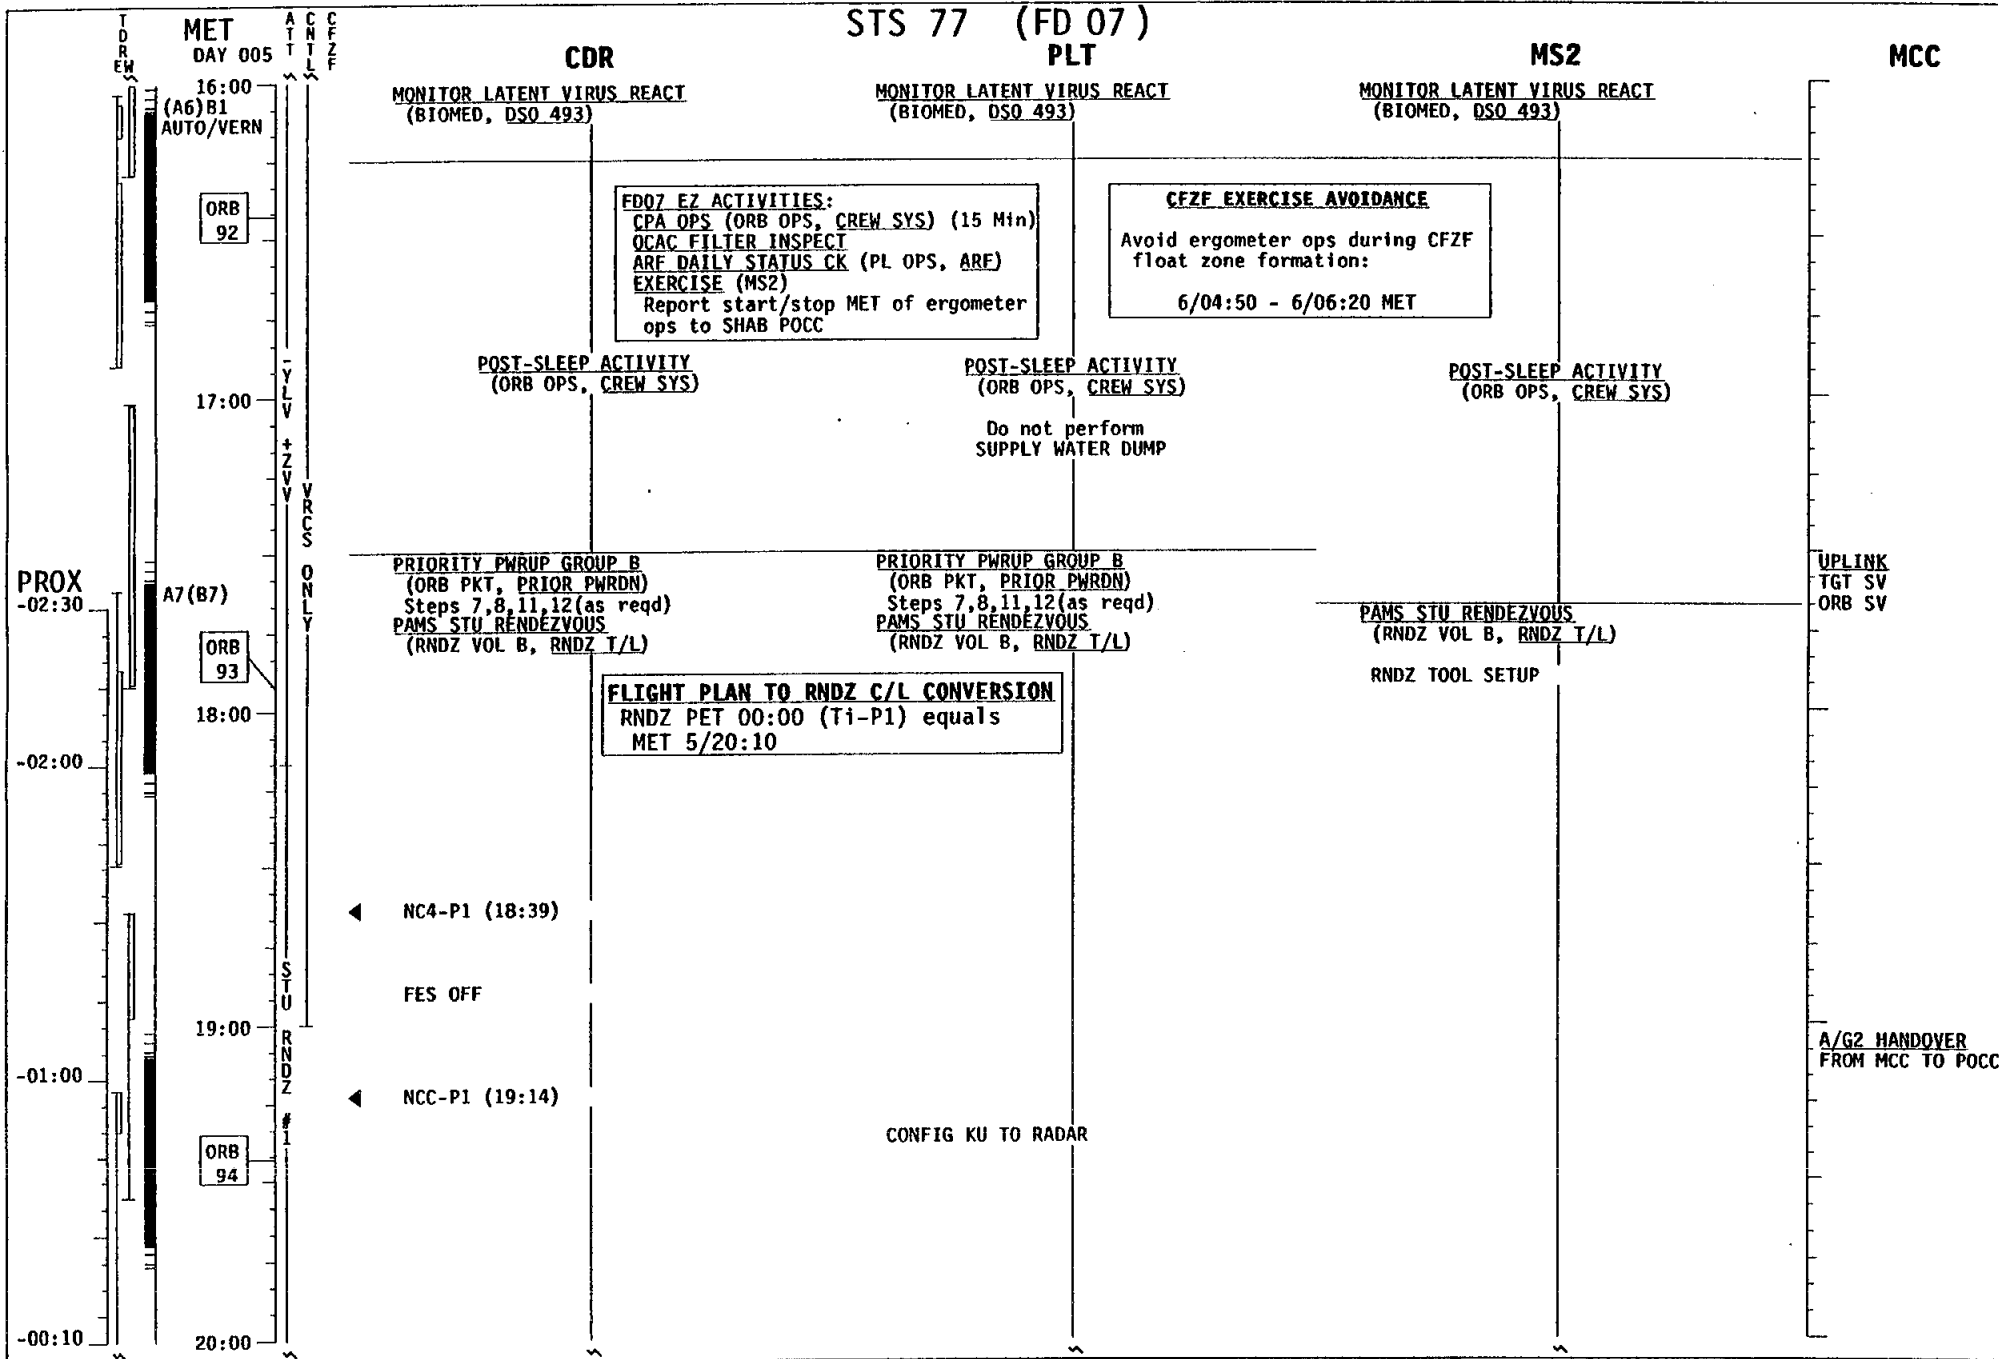 STS 77 (FD 07)
TDRE W
MET
DAY 005
ATT
CNTL
CFZF
CDR
PLT
MS2
MCC
16:00
(A6)B1
AUTO/VERN
MONITOR LATENT VIRUS REACT
(BIOMED, DSO 493)
MONITOR LATENT VIRUS REACT
(BIOMED, DSO 493)
MONITOR LATENT VIRUS REACT
(BIOMED, DSO 493)
ORB
92
FD07 EZ ACTIVITIES:
CPA OPS (ORB OPS, CREW SYS) (15 Min)
OCAC FILTER INSPECT
ARF DAILY STATUS CK (PL OPS, ARF)
EXERCISE (MS2)
Report start/stop MET of ergometer
ops to SHAB POCC
CFZF EXERCISE AVOIDANCE
Avoid ergometer ops during CFZF
float zone formation:
6/04:50 - 6/06:20 MET
POST-SLEEP ACTIVITY
(ORB OPS, CREW SYS)
POST-SLEEP ACTIVITY
(ORB OPS, CREW SYS)
POST-SLEEP ACTIVITY
(ORB OPS, CREW SYS)
17:00
-YLV +ZVV
Do not perform
SUPPLY WATER DUMP
VRCS ONLY
PROX
-02:30
A7(B7)
PRIORITY PWRUP GROUP B
(ORB PKT, PRIOR PWRDN)
Steps 7,8,11,12(as reqd)
PAMS STU RENDEZVOUS
(RNDZ VOL B, RNDZ T/L)
PRIORITY PWRUP GROUP B
(ORB PKT, PRIOR PWRDN)
Steps 7,8,11,12(as reqd)
PAMS STU RENDEZVOUS
(RNDZ VOL B, RNDZ T/L)
PAMS STU RENDEZVOUS
(RNDZ VOL B, RNDZ T/L)
RNDZ TOOL SETUP
UPLINK
TGT SV
ORB SV
ORB
93
18:00
FLIGHT PLAN TO RNDZ C/L CONVERSION
RNDZ PET 00:00 (Ti-P1) equals
MET 5/20:10
-02:00
NC4-P1 (18:39)
STU RNDZ #1
FES OFF
19:00
A/G2 HANDOVER
FROM MCC TO POCC
-01:00
NCC-P1 (19:14)
CONFIG KU TO RADAR
ORB
94
-00:10
20:00